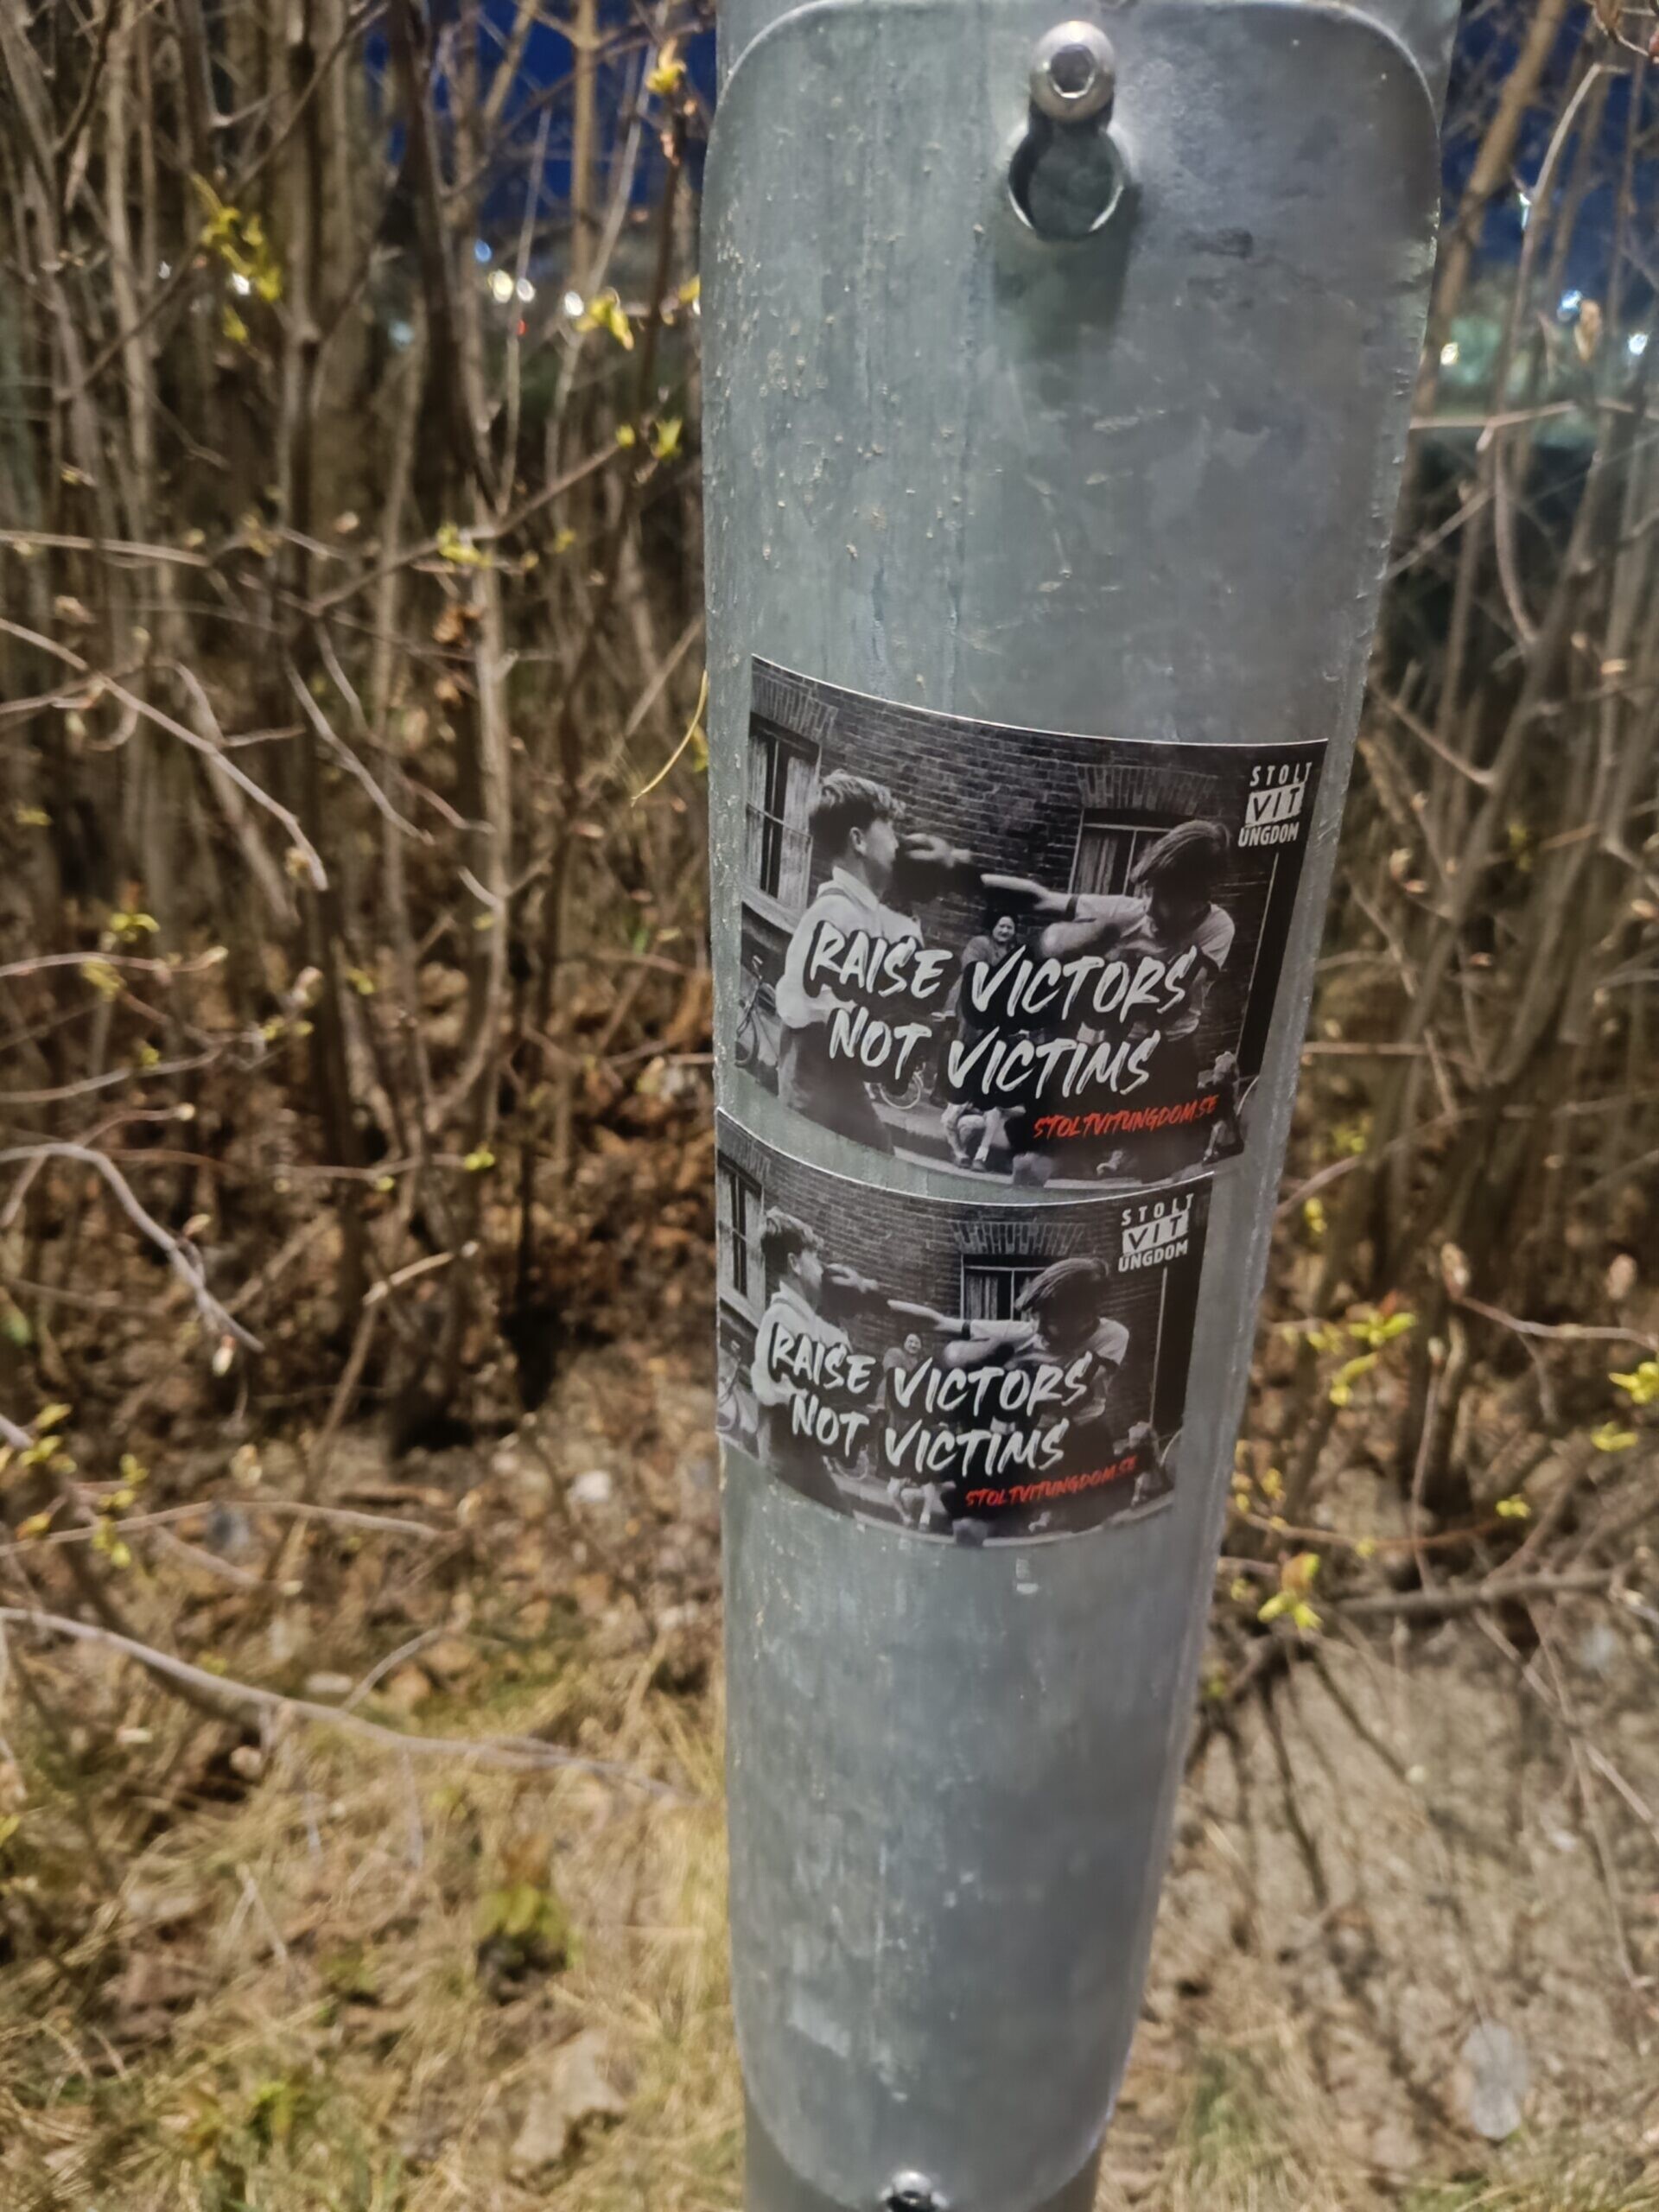 STOLT
VIT
UNGDOM
RAISE VICTORS
NOT VICTIMS
STOLTVITUNGDOM.SE
STOLT
VIT
UNGDOM
RAISE VICTORS
NOT VICTIMS
STOLTVITUNGDOM.SE